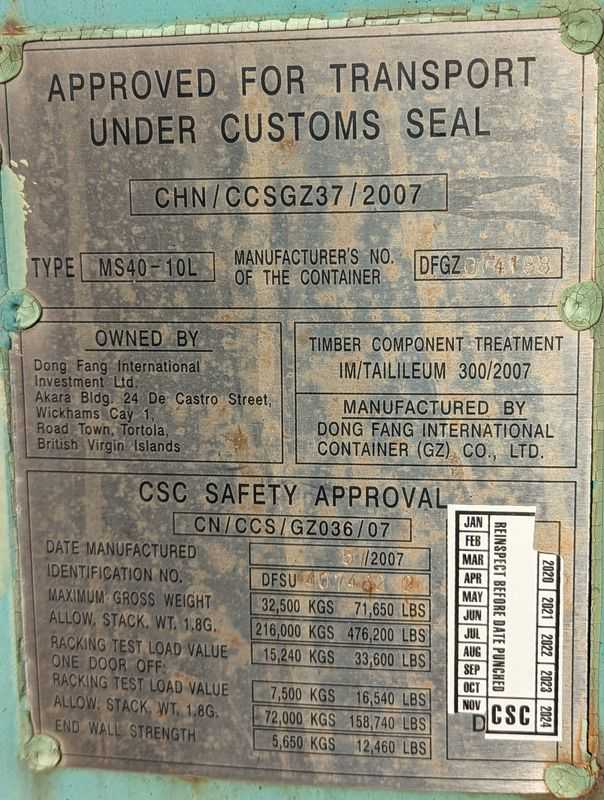 APPROVED FOR TRANSPORT
UNDER CUSTOMS SEAL
CHN/CCSGZ37/2007
TYPE MS40-10L MANUFACTURER'S NO.
OF THE CONTAINER DFGZ
OWNED BY
Dong Fang International
Investment Ltd.
Akara Bldg. 24 De Castro Street,
Wickhams Cay 1,
Road Town, Tortola,
British Virgin Islands
TIMBER COMPONENT TREATMENT
IM/TAILILEUM 300/2007
MANUFACTURED BY
DONG FANG INTERNATIONAL
CONTAINER (GZ) CO., LTD.
CSC SAFETY APPROVAL
CN/CCS/GZ036/07
DATE MANUFACTURED 5/2007
IDENTIFICATION NO. DFSU
MAXIMUM GROSS WEIGHT 32,500 KGS 71,650 LBS
ALLOW. STACK. WT. 1.8G. 216,000 KGS 476,200 LBS
RACKING TEST LOAD VALUE 15,240 KGS 33,600 LBS
ONE DOOR OFF:
RACKING TEST LOAD VALUE 7,500 KGS 16,540 LBS
ALLOW. STACK. WT. 1.8G. 72,000 KGS 158,740 LBS
END WALL STRENGTH 5,650 KGS 12,460 LBS
JAN
FEB
MAR
APR
MAY
JUN
JUL
AUG
SEP
OCT
NOV
D
REINSPECT BEFORE DATE PUNCHED
2020
2021
2022
2023
2024
CSC